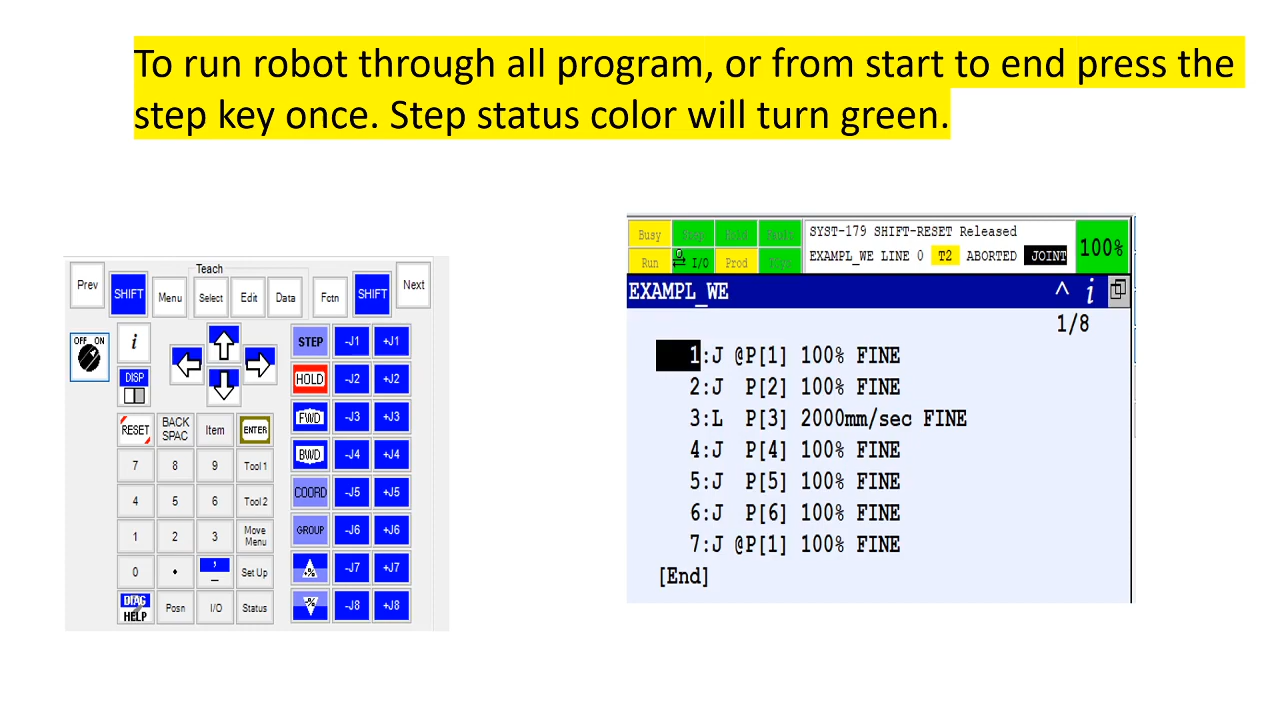 To run robot through all program, or from start to end press the
step key once. Step status color will turn green.
Teach
Prev SHIFT Menu Select Edit Data Fctn SHIFT Next
OFF ON i STEP -J1 +J1
DISP HOLD -J2 +J2
RESET BACK SPAC Item ENTER FWD -J3 +J3
7 8 9 Tool 1 BWD -J4 +J4
4 5 6 Tool 2 COORD -J5 +J5
1 2 3 Move Menu GROUP -J6 +J6
0 . , _ Set Up +% -J7 +J7
DIAG HELP Posn I/O Status -% -J8 +J8
Busy Step Hold Fault SYST-179 SHIFT-RESET Released
Run I/O Prod TCyc EXAMPL_WE LINE 0 T2 ABORTED JOINT 100%
EXAMPL_WE ^ i
1/8
1:J @P[1] 100% FINE
2:J P[2] 100% FINE
3:L P[3] 2000mm/sec FINE
4:J P[4] 100% FINE
5:J P[5] 100% FINE
6:J P[6] 100% FINE
7:J @P[1] 100% FINE
[End]